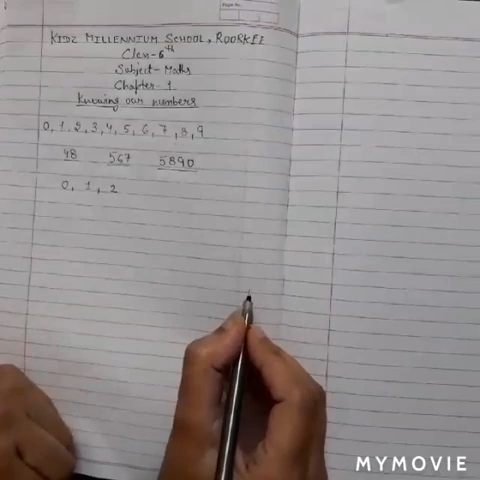 KIDZ MILLENNIUM SCHOOL, ROORKEE
Class-6th
Subject-Maths
Chapter-1
Knowing our numbers
0, 1, 2, 3, 4, 5, 6, 7, 8, 9
48 567 5890
0, 1, 2
MYMOVIE